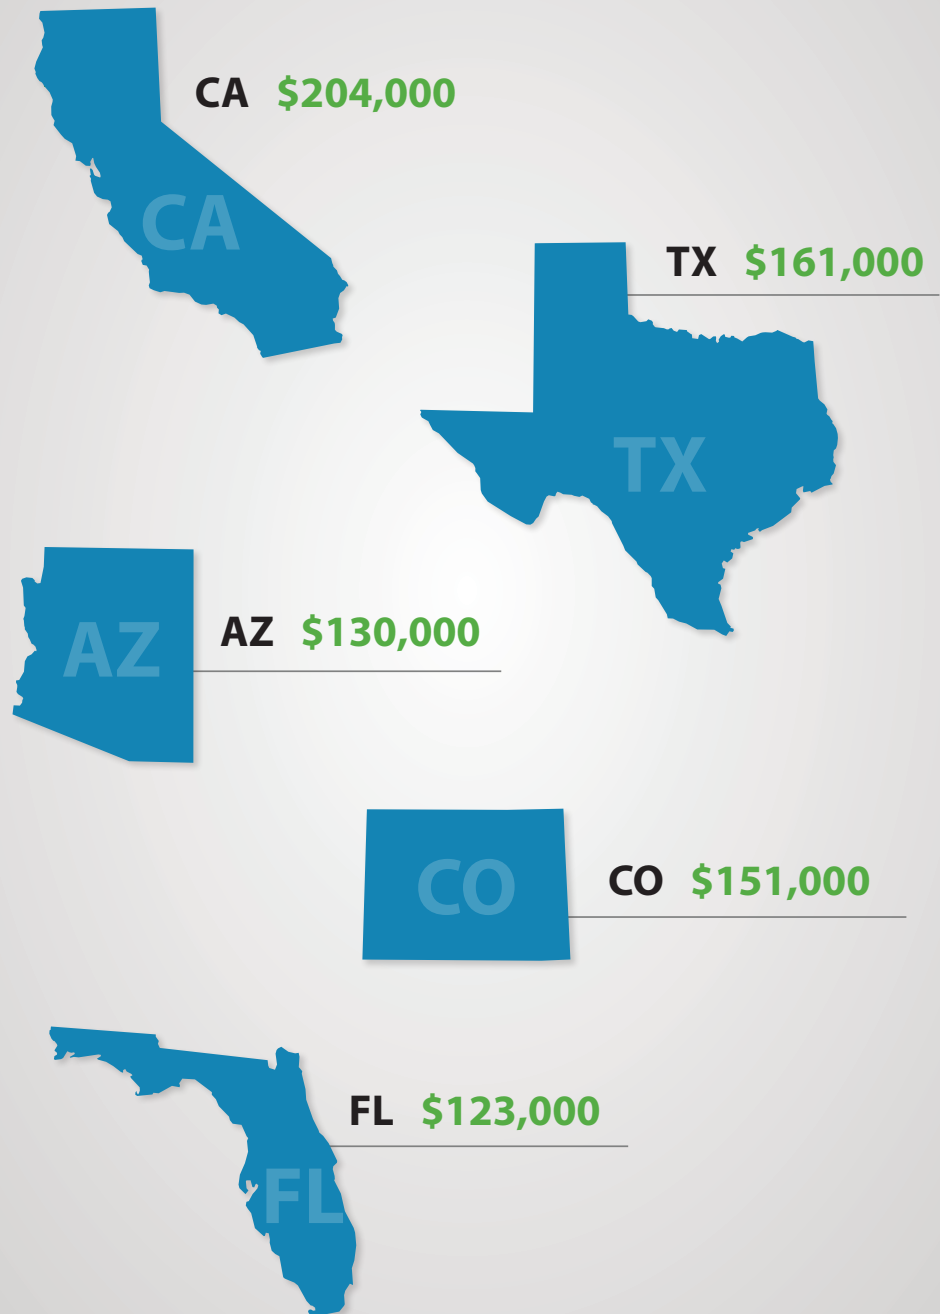 CA $204,000
CA
TX $161,000
TX
AZ
AZ $130,000
CO
CO $151,000
FL $123,000
FL